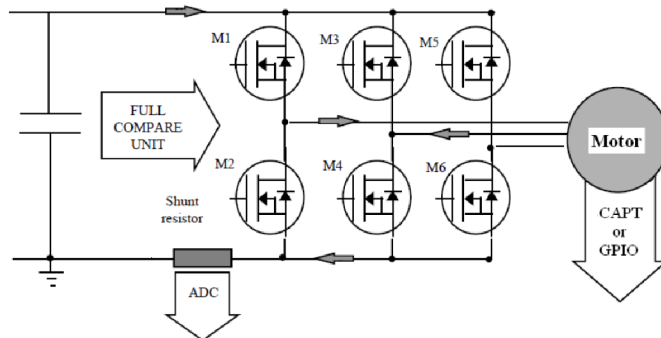 M1
M3
M5
FULL
COMPARE
UNIT
Motor
M2
M4
M6
Shunt
resistor
CAPT
or
GPIO
ADC